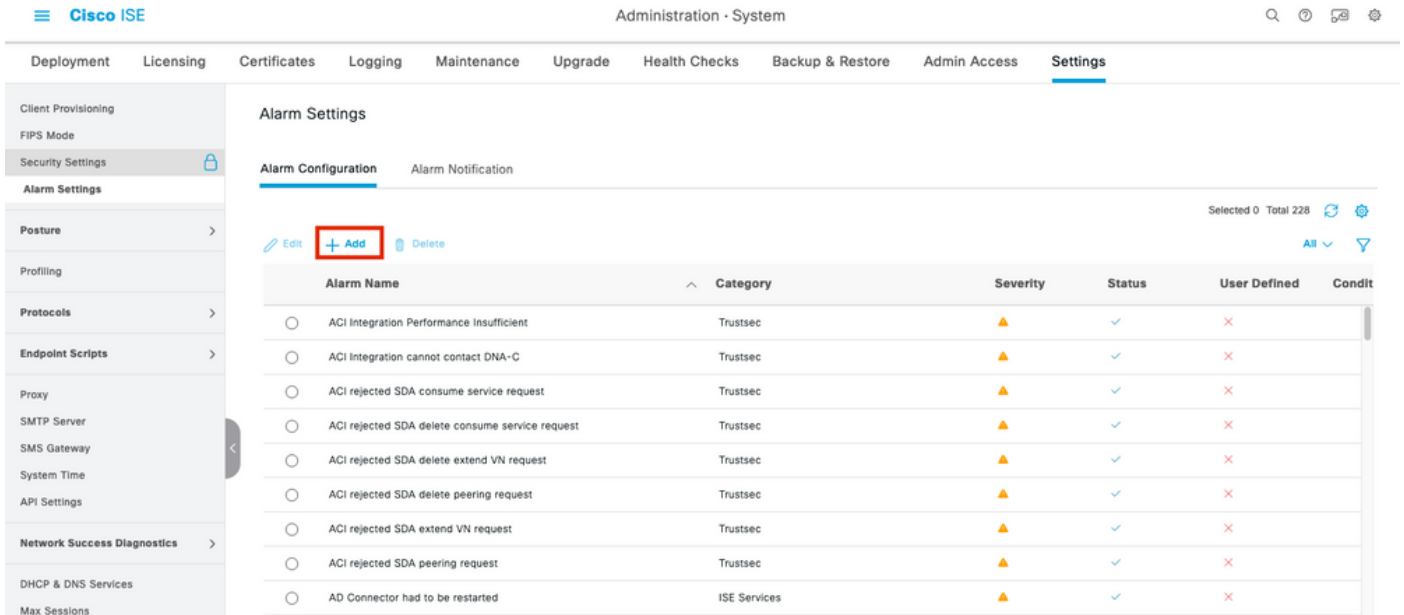 Cisco ISE
Administration · System
Deployment Licensing Certificates Logging Maintenance Upgrade Health Checks Backup & Restore Admin Access Settings
Client Provisioning
FIPS Mode
Security Settings
Alarm Settings
Posture
Profiling
Protocols
Endpoint Scripts
Proxy
SMTP Server
SMS Gateway
System Time
API Settings
Network Success Diagnostics
DHCP & DNS Services
Max Sessions
Alarm Settings
Alarm Configuration Alarm Notification
Selected 0 Total 228
Edit Add Delete All
Alarm Name Category Severity Status User Defined Condit
ACI Integration Performance Insufficient Trustsec
ACI Integration cannot contact DNA-C Trustsec
ACI rejected SDA consume service request Trustsec
ACI rejected SDA delete consume service request Trustsec
ACI rejected SDA delete extend VN request Trustsec
ACI rejected SDA delete peering request Trustsec
ACI rejected SDA extend VN request Trustsec
ACI rejected SDA peering request Trustsec
AD Connector had to be restarted ISE Services